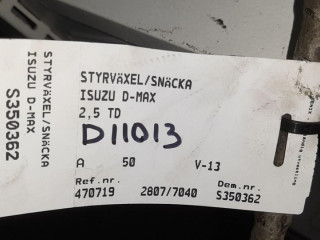 STYRVÄXEL/SNÄCKA
ISUZU D-MAX
2,5 TD
D11013
A 50 V-13
Ref.nr. Dem.nr.
470719 2807/7040 S350362
STYRVÄXEL/SNÄCKA
ISUZU D-MAX
S350362